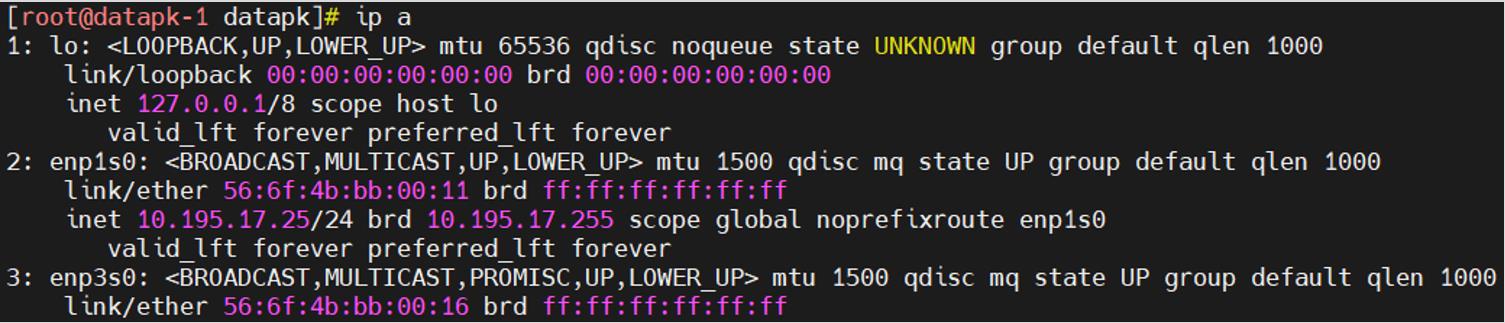 [root@datapk-1 datapk]# ip a
1: lo: <LOOPBACK,UP,LOWER_UP> mtu 65536 qdisc noqueue state UNKNOWN group default qlen 1000
    link/loopback 00:00:00:00:00:00 brd 00:00:00:00:00:00
    inet 127.0.0.1/8 scope host lo
       valid_lft forever preferred_lft forever
2: enp1s0: <BROADCAST,MULTICAST,UP,LOWER_UP> mtu 1500 qdisc mq state UP group default qlen 1000
    link/ether 56:6f:4b:bb:00:11 brd ff:ff:ff:ff:ff:ff
    inet 10.195.17.25/24 brd 10.195.17.255 scope global noprefixroute enp1s0
       valid_lft forever preferred_lft forever
3: enp3s0: <BROADCAST,MULTICAST,PROMISC,UP,LOWER_UP> mtu 1500 qdisc mq state UP group default qlen 1000
    link/ether 56:6f:4b:bb:00:16 brd ff:ff:ff:ff:ff:ff